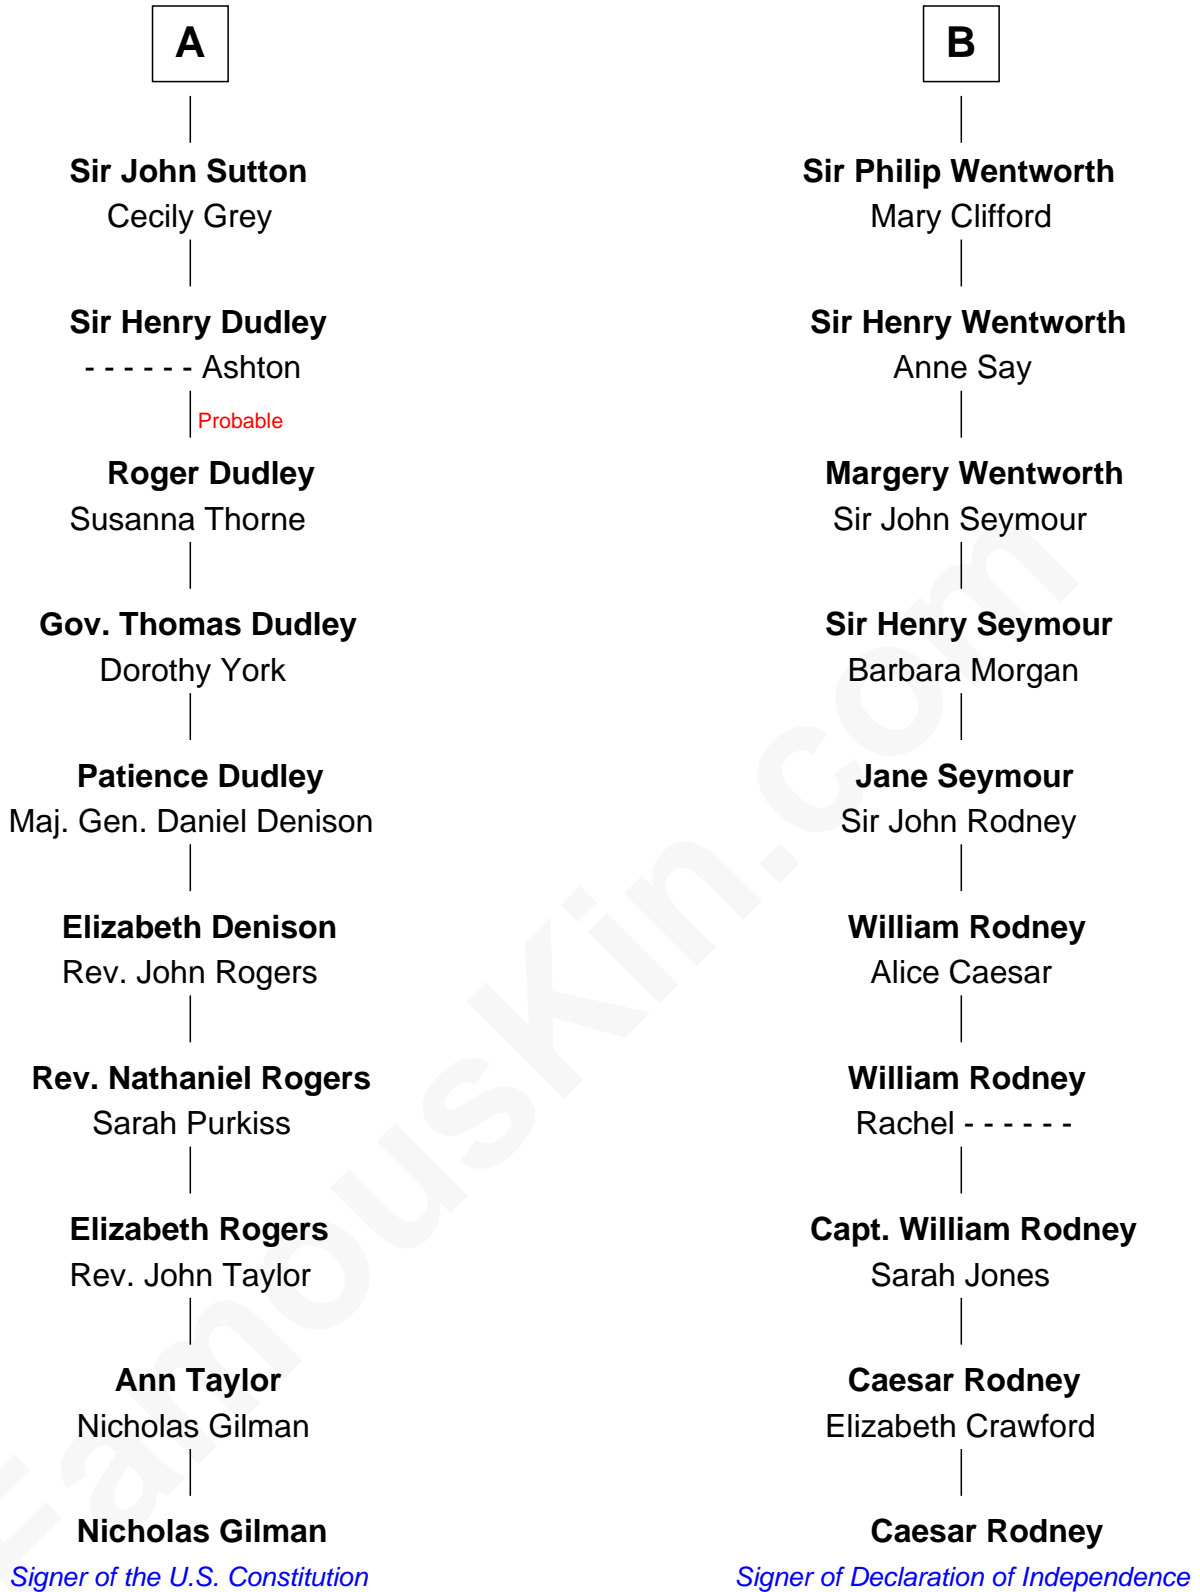 A
Sir John Sutton
Cecily Grey
Sir Henry Dudley
- - - - - - Ashton
Probable
Roger Dudley
Susanna Thorne
Gov. Thomas Dudley
Dorothy York
Patience Dudley
Maj. Gen. Daniel Denison
Elizabeth Denison
Rev. John Rogers
Rev. Nathaniel Rogers
Sarah Purkiss
Elizabeth Rogers
Rev. John Taylor
Ann Taylor
Nicholas Gilman
Nicholas Gilman
Signer of the U.S. Constitution
B
Sir Philip Wentworth
Mary Clifford
Sir Henry Wentworth
Anne Say
Margery Wentworth
Sir John Seymour
Sir Henry Seymour
Barbara Morgan
Jane Seymour
Sir John Rodney
William Rodney
Alice Caesar
William Rodney
Rachel - - - - - -
Capt. William Rodney
Sarah Jones
Caesar Rodney
Elizabeth Crawford
Caesar Rodney
Signer of Declaration of Independence
FamousKin.com